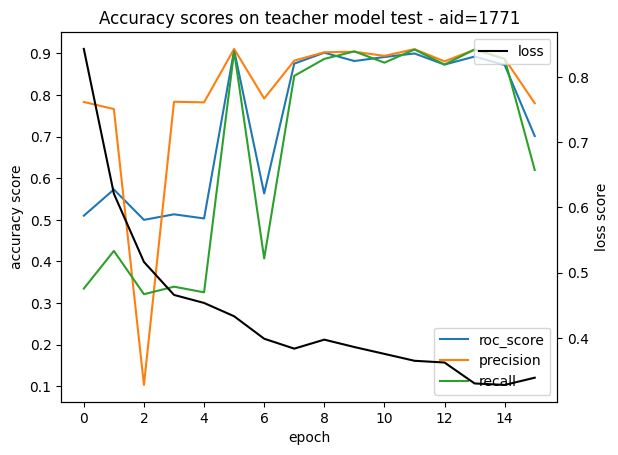 Accuracy scores on teacher model test - aid=1771
loss
0.9
0.8
0.7
0.6
0.5
0.4
0.3
0.2
0.1
accuracy score
0.8
0.7
0.6
0.5
0.4
loss score
roc_score
precision
recall
0 2 4 6 8 10 12 14
epoch